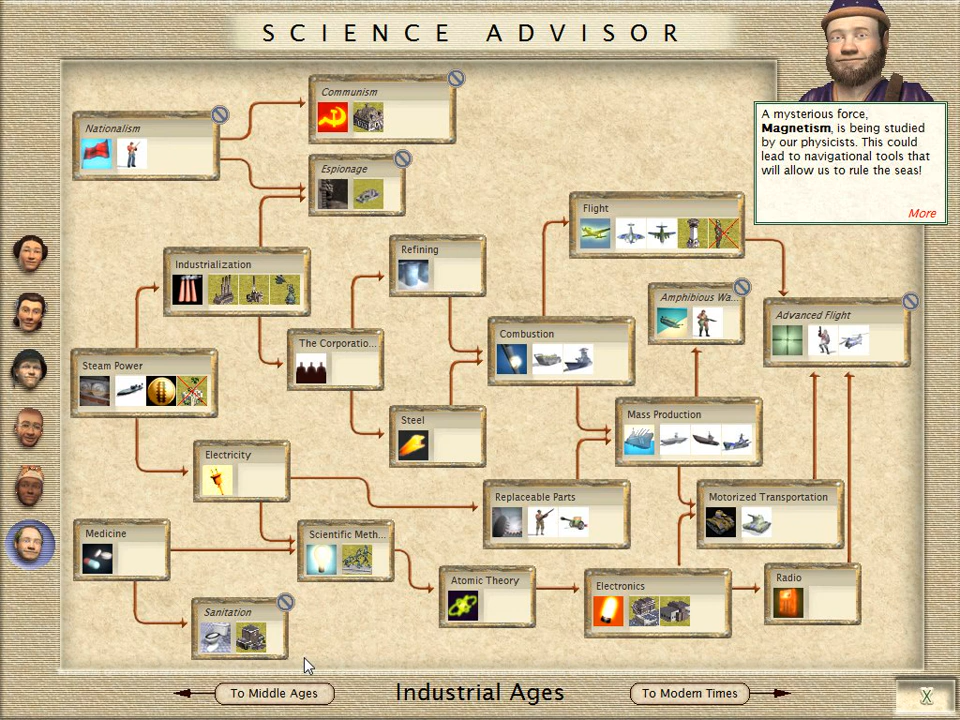 SCIENCE ADVISOR
A mysterious force,
Magnetism, is being studied
by our physicists. This could
lead to navigational tools that
will allow us to rule the seas!
More
Communism
Nationalism
Espionage
Flight
Refining
Industrialization
Amphibious Wa...
Advanced Flight
Combustion
The Corporatio...
Steam Power
Mass Production
Steel
Electricity
Replaceable Parts
Motorized Transportation
Medicine
Scientific Meth...
Atomic Theory
Electronics
Radio
Sanitation
To Middle Ages
Industrial Ages
To Modern Times
X